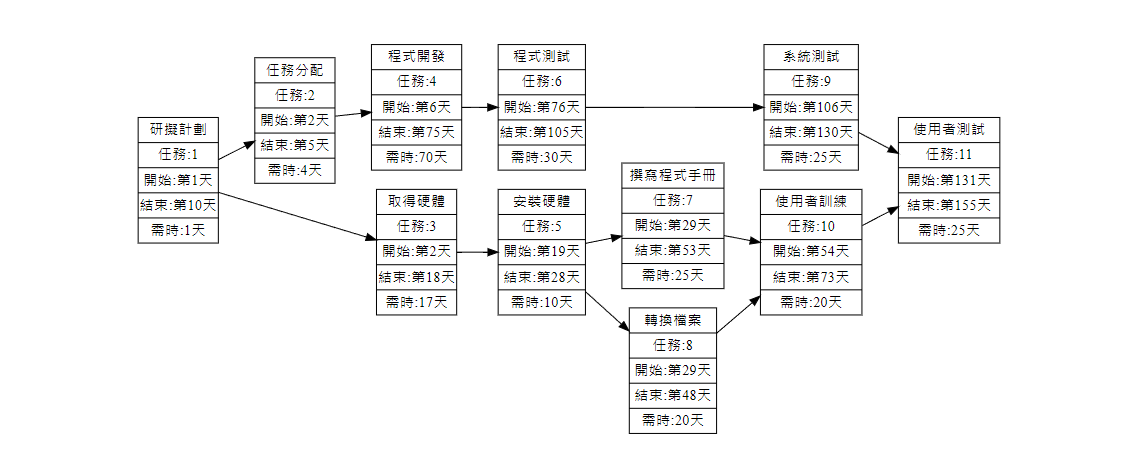 研擬計劃
任務:1
開始:第1天
結束:第10天
需時:1天
任務分配
任務:2
開始:第2天
結束:第5天
需時:4天
程式開發
任務:4
開始:第6天
結束:第75天
需時:70天
程式測試
任務:6
開始:第76天
結束:第105天
需時:30天
系統測試
任務:9
開始:第106天
結束:第130天
需時:25天
使用者測試
任務:11
開始:第131天
結束:第155天
需時:25天
取得硬體
任務:3
開始:第2天
結束:第18天
需時:17天
安裝硬體
任務:5
開始:第19天
結束:第28天
需時:10天
撰寫程式手冊
任務:7
開始:第29天
結束:第53天
需時:25天
使用者訓練
任務:10
開始:第54天
結束:第73天
需時:20天
轉換檔案
任務:8
開始:第29天
結束:第48天
需時:20天